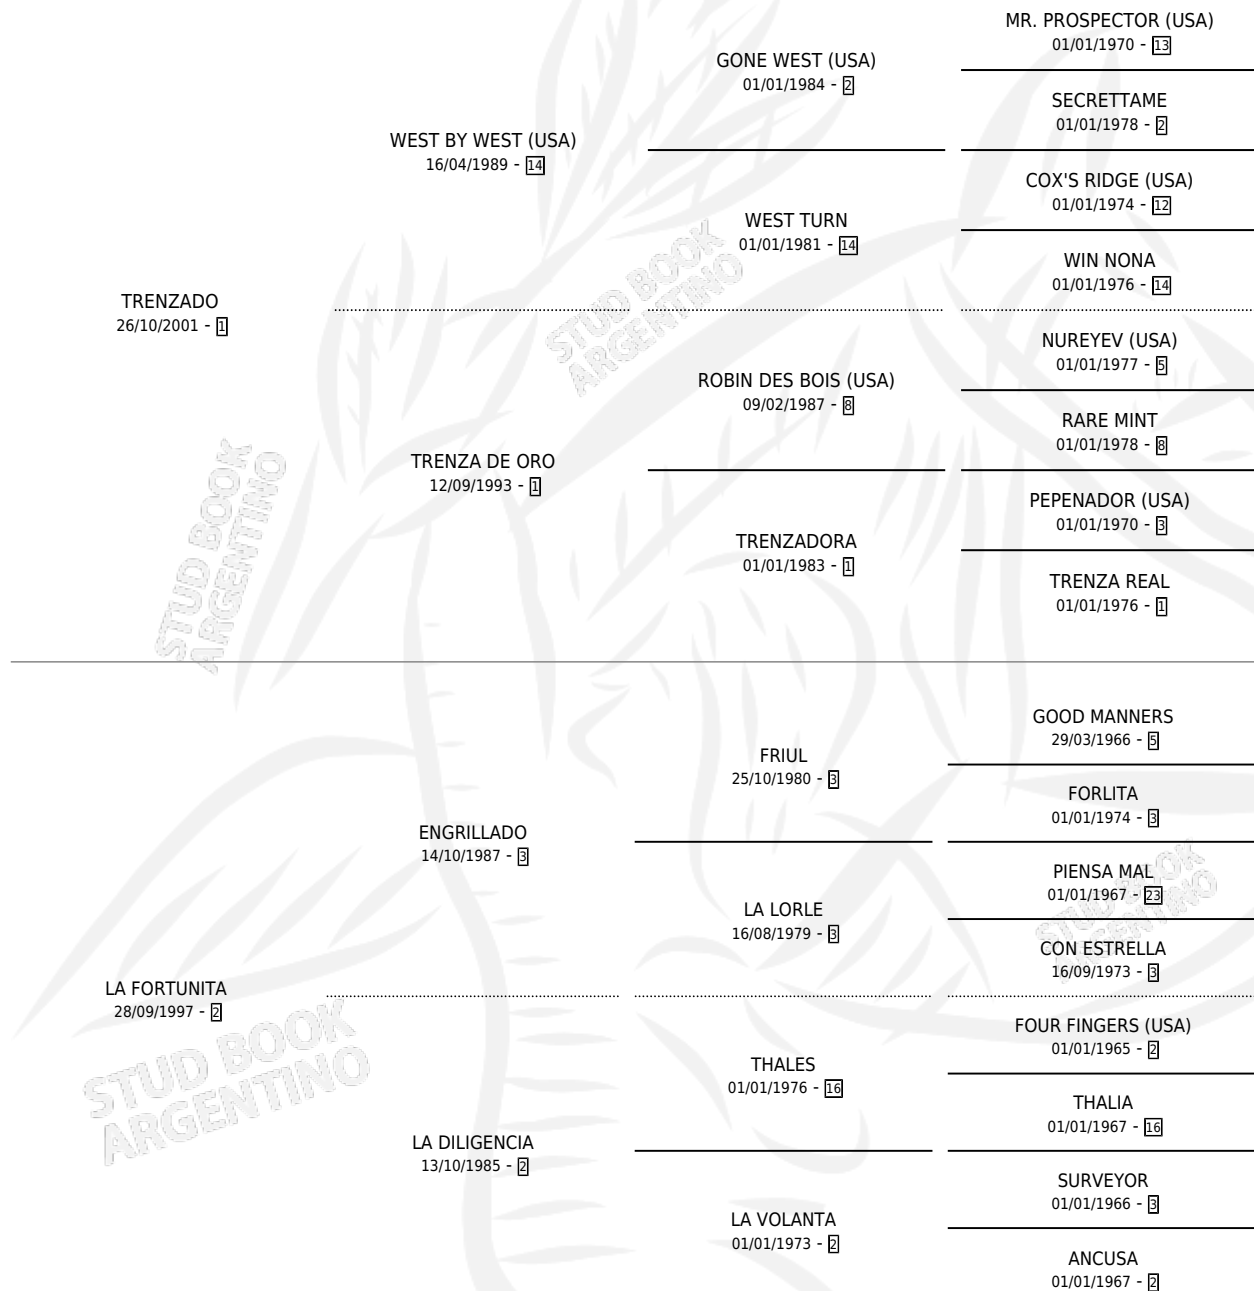 MR. PROSPECTOR (USA)
01/01/1970 - 13
GONE WEST (USA)
01/01/1984 - 2
SECRETTAME
01/01/1978 - 2
WEST BY WEST (USA)
16/04/1989 - 14
COX'S RIDGE (USA)
01/01/1974 - 12
WEST TURN
01/01/1981 - 14
WIN NONA
01/01/1976 - 14
TRENZADO
26/10/2001 - 1
NUREYEV (USA)
01/01/1977 - 5
ROBIN DES BOIS (USA)
09/02/1987 - 8
RARE MINT
01/01/1978 - 8
TRENZA DE ORO
12/09/1993 - 1
PEPENADOR (USA)
01/01/1970 - 3
TRENZADORA
01/01/1983 - 1
TRENZA REAL
01/01/1976 - 1
GOOD MANNERS
29/03/1966 - 5
FRIUL
25/10/1980 - 3
FORLITA
01/01/1974 - 3
ENGRILLADO
14/10/1987 - 3
PIENSA MAL
01/01/1967 - 23
LA LORLE
16/08/1979 - 3
CON ESTRELLA
16/09/1973 - 3
LA FORTUNITA
28/09/1997 - 2
FOUR FINGERS (USA)
01/01/1965 - 2
THALES
01/01/1976 - 16
THALIA
01/01/1967 - 16
LA DILIGENCIA
13/10/1985 - 2
SURVEYOR
01/01/1966 - 3
LA VOLANTA
01/01/1973 - 2
ANCUSA
01/01/1967 - 2
STUD BOOK
ARGENTINO
STUD BOOK
ARGENTINO
STUD BOOK
ARGENTINO
STUD BOOK
ARGENTINO